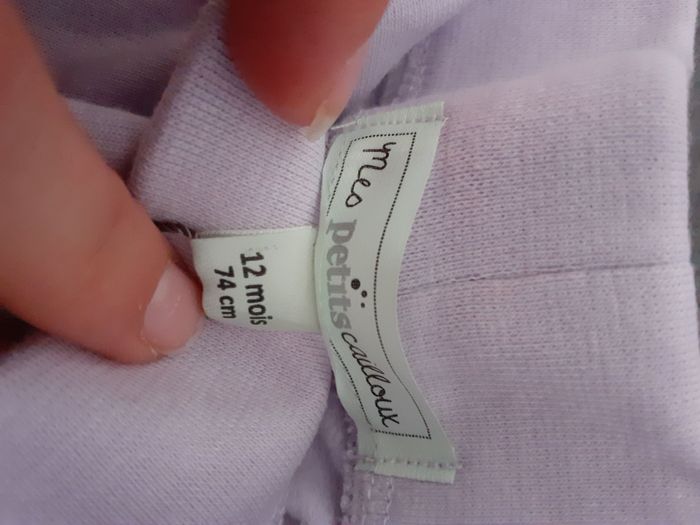 Mes
petits
cailloux
12 mois
74 cm